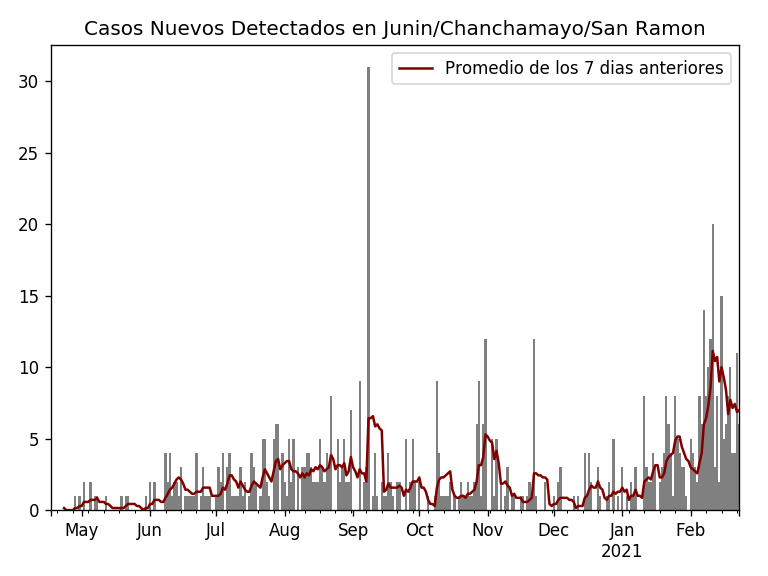 Casos Nuevos Detectados en Junin/Chanchamayo/San Ramon
Promedio de los 7 dias anteriores
30
25
20
15
10
5
0
May Jun Jul Aug Sep Oct Nov Dec Jan Feb
2021